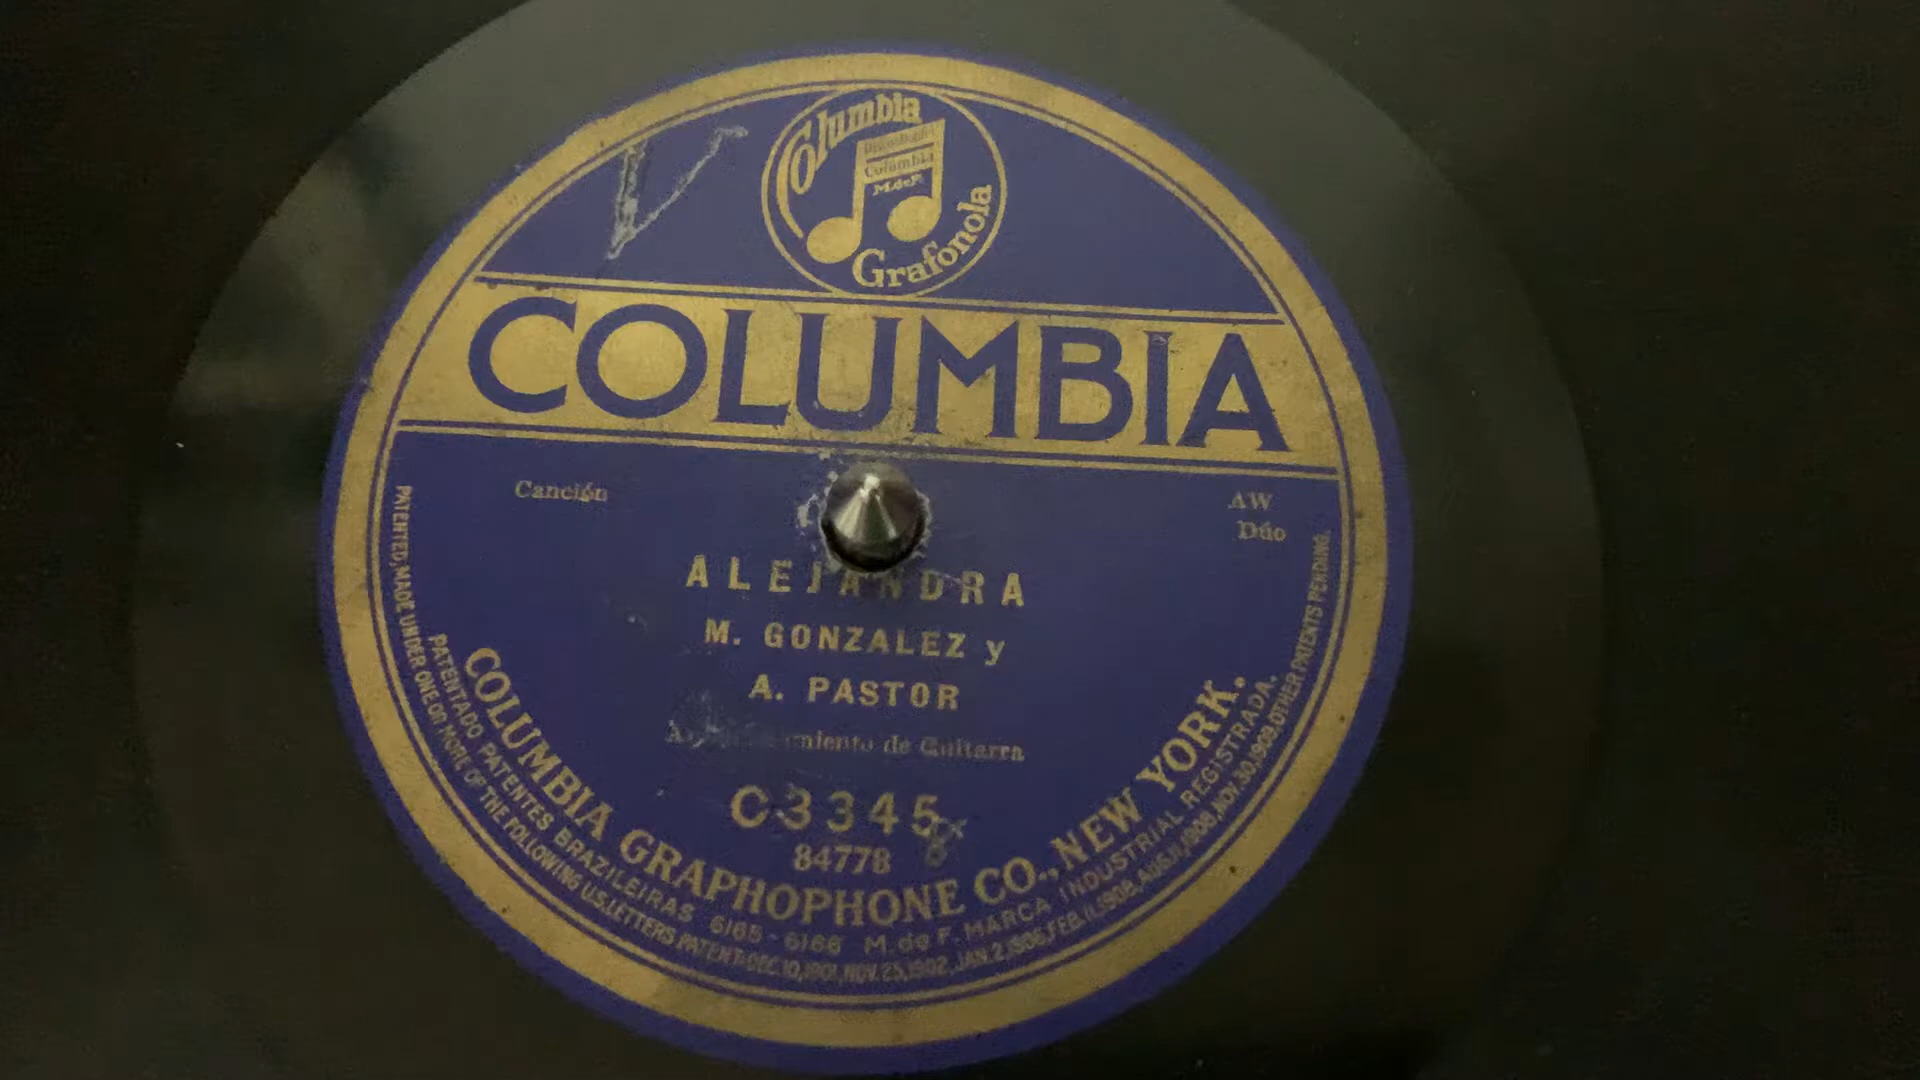 Columbia
Columbia
M. de F.
Grafonola
COLUMBIA
Canción
AW
Dúo
ALEJANDRA
M. GONZALEZ y
A. PASTOR
de Guitarra
C3345
84778
COLUMBIA GRAPHOPHONE CO., NEW YORK.
PATENTADO PATENTES BRAZILEIRAS 6165-6166 M. de F. MARCA INDUSTRIAL REGISTRADA.
PATENTED, MADE UNDER ONE OR MORE OF THE FOLLOWING U.S. LETTERS PATENT: DEC. 10, 1901, NOV. 25, 1902, JAN. 2, 1906, FEB. 11, 1908, AUG. 11, 1908, NOV. 30, 1909, OTHER PATENTS PENDING.